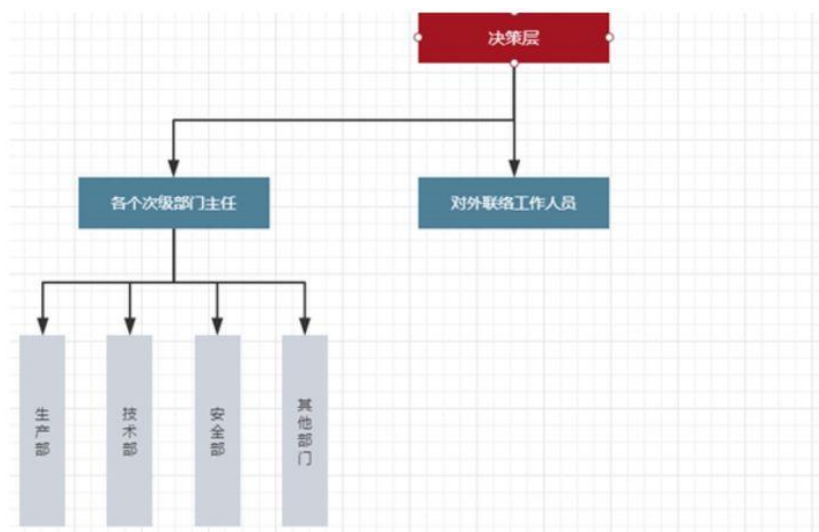 决策层
各个次级部门主任
对外联络工作人员
生产部
技术部
安全部
其他部门